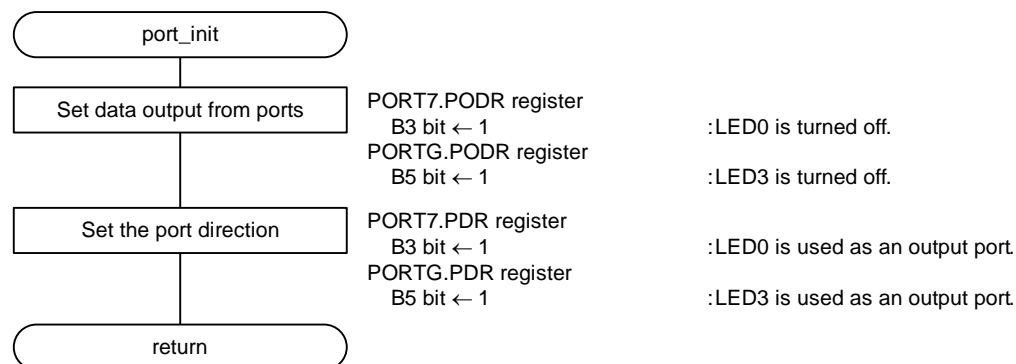 port_init
Set data output from ports
PORT7.PODR register
B3 bit ← 1 :LED0 is turned off.
PORTG.PODR register
B5 bit ← 1 :LED3 is turned off.
Set the port direction
PORT7.PDR register
B3 bit ← 1 :LED0 is used as an output port.
PORTG.PDR register
B5 bit ← 1 :LED3 is used as an output port.
return